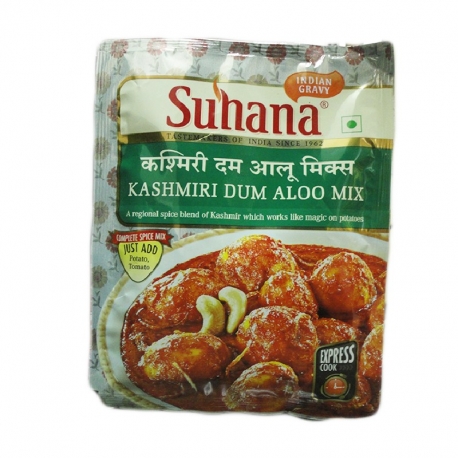 INDIAN
GRAVY
Suhana®
TASTEMAKERS OF INDIA SINCE 1962
कश्मिरी दम आलू मिक्स
KASHMIRI DUM ALOO MIX
A regional spice blend of Kashmir which works like magic on potatoes
COMPLETE SPICE MIX
JUST ADD
Potato,
Tomato
EXPRESS
COOK